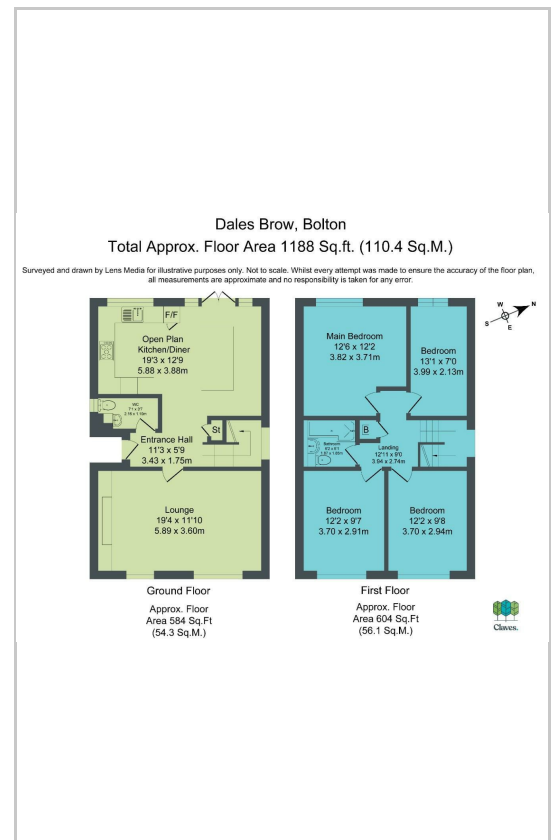 Dales Brow, Bolton
Total Approx. Floor Area 1188 Sq.ft. (110.4 Sq.M.)
Surveyed and drawn by Lens Media for illustrative purposes only. Not to scale. Whilst every attempt was made to ensure the accuracy of the floor plan,
all measurements are approximate and no responsibility is taken for any error.
F/F
Open Plan
Kitchen/Diner
19'3 x 12'9
5.88 x 3.88m
WC
St
Entrance Hall
11'3 x 5'9
3.43 x 1.75m
Lounge
19'4 x 11'10
5.89 x 3.60m
Ground Floor
Approx. Floor
Area 584 Sq.Ft
(54.3 Sq.M.)
Main Bedroom
12'6 x 12'2
3.82 x 3.71m
Bedroom
13'1 x 7'0
3.99 x 2.13m
B
Bathroom
Landing
12'11 x 9'0
3.94 x 2.74m
Bedroom
12'2 x 9'7
3.70 x 2.91m
Bedroom
12'2 x 9'8
3.70 x 2.94m
First Floor
Approx. Floor
Area 604 Sq.Ft
(56.1 Sq.M.)
W
N
S
E
Claves.